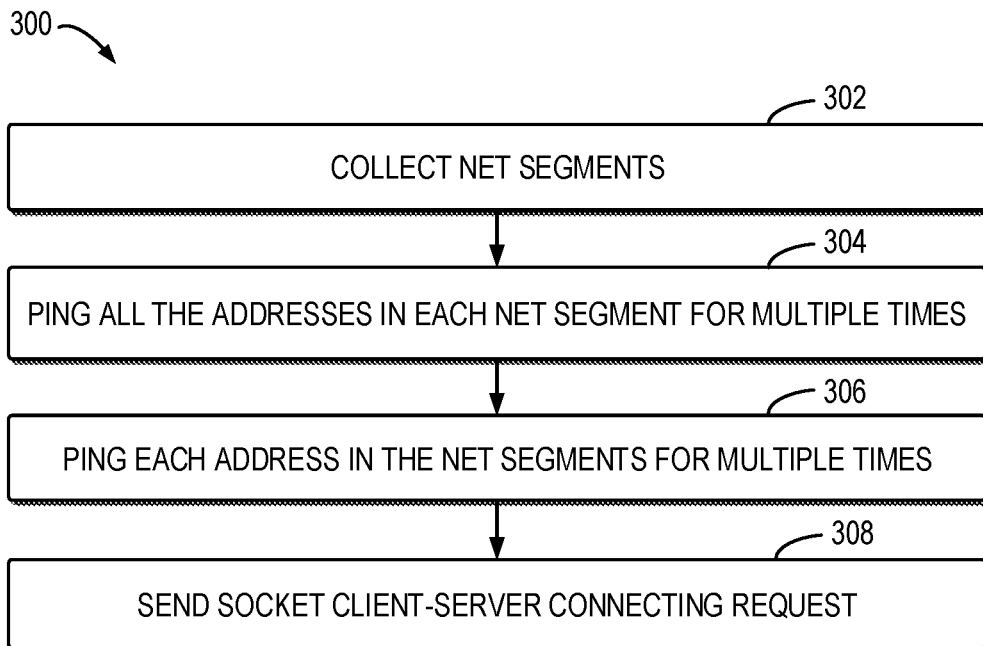 300
302
COLLECT NET SEGMENTS
304
PING ALL THE ADDRESSES IN EACH NET SEGMENT FOR MULTIPLE TIMES
306
PING EACH ADDRESS IN THE NET SEGMENTS FOR MULTIPLE TIMES
308
SEND SOCKET CLIENT-SERVER CONNECTING REQUEST